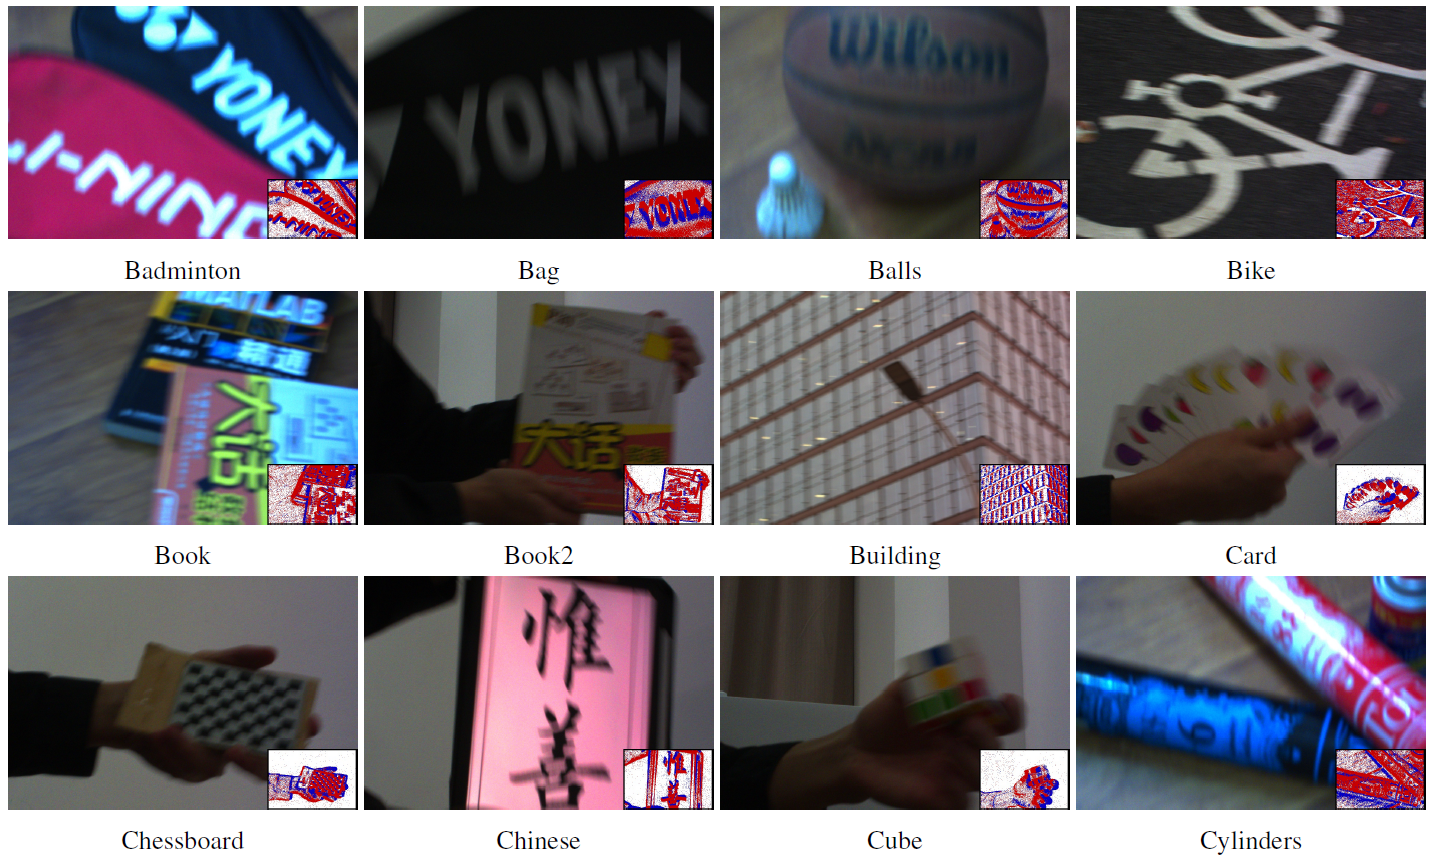 YONEX
LI-NING
Badminton
YONEX
Bag
Wilson
NCAA
Balls
Bike
MATLAB
入门
精通
大话
Book
大话
Book2
Building
Card
Chessboard
惟
善
Chinese
Cube
6
Cylinders